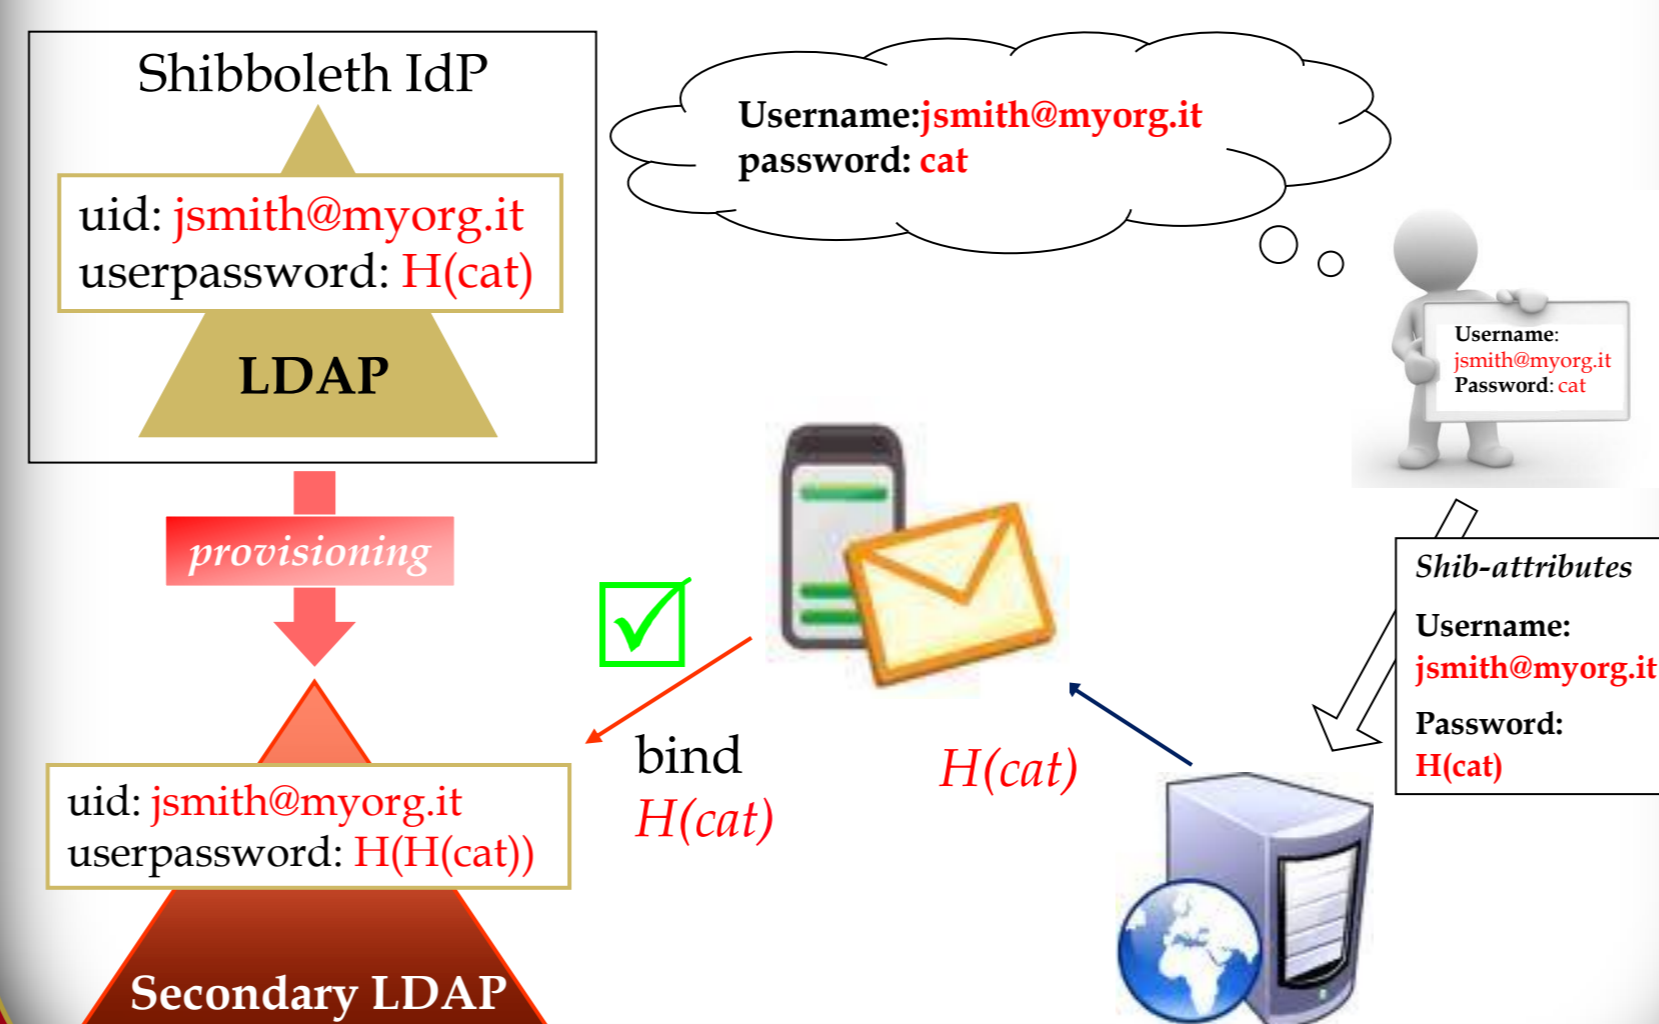 Shibboleth IdP
uid: jsmith@myorg.it
userpassword: H(cat)
LDAP
Username:jsmith@myorg.it
password: cat
Username:
jsmith@myorg.it
Password: cat
provisioning
Shib-attributes
Username:
jsmith@myorg.it
Password:
H(cat)
bind
H(cat)
H(cat)
uid: jsmith@myorg.it
userpassword: H(H(cat))
Secondary LDAP